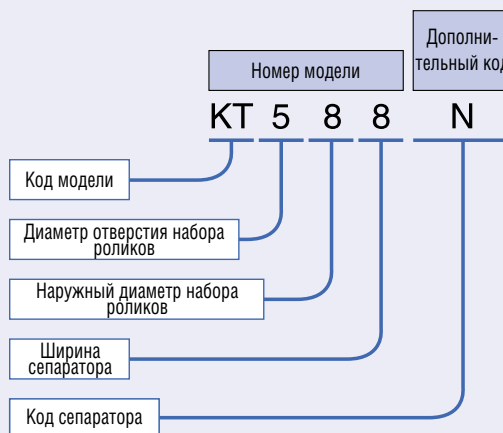 Дополни-
тельный код
Номер модели
KT 5 8 8 N
Код модели
Диаметр отверстия набора
роликов
Наружный диаметр набора
роликов
Ширина
сепаратора
Код сепаратора